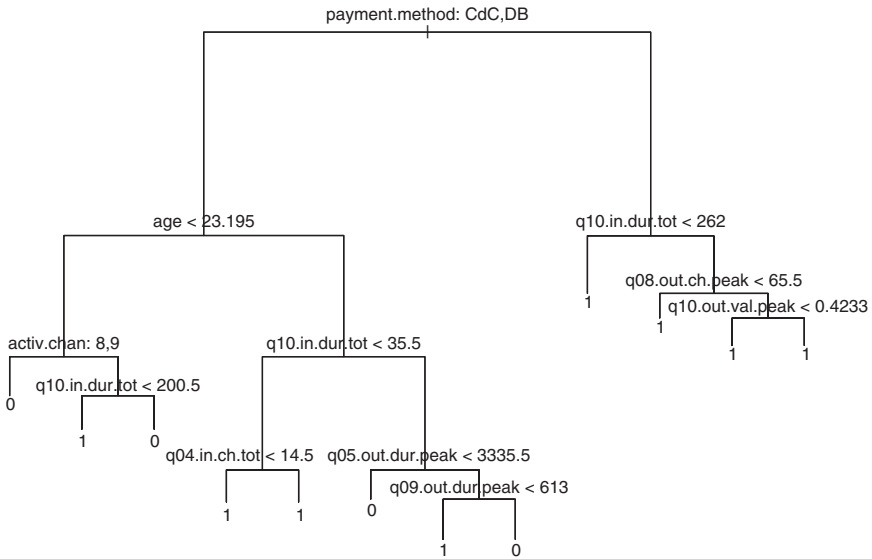 payment.method: CdC,DB
age < 23.195
q10.in.dur.tot < 262
q08.out.ch.peak < 65.5
1
q10.out.val.peak < 0.4233
1
activ.chan: 8,9
q10.in.dur.tot < 35.5
1
1
q10.in.dur.tot < 200.5
0
1
0
q04.in.ch.tot < 14.5
q05.out.dur.peak < 3335.5
q09.out.dur.peak < 613
1
1
0
1
0